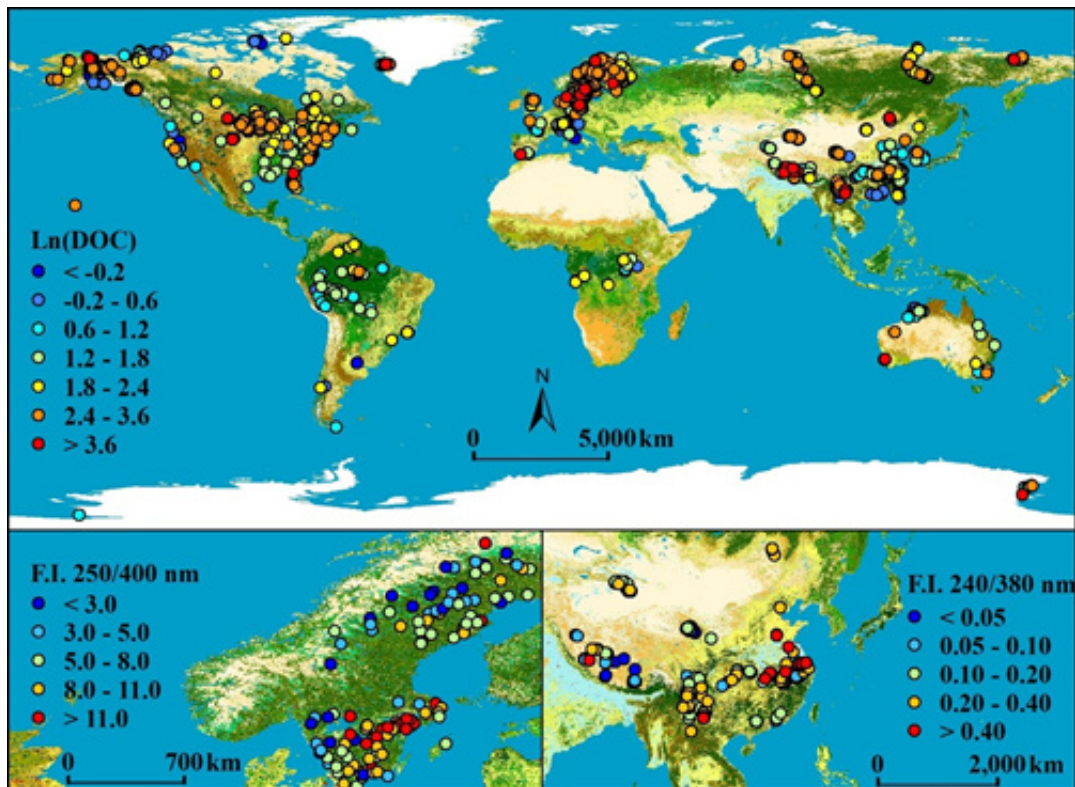 Ln(DOC)
< -0.2
-0.2 - 0.6
0.6 - 1.2
1.2 - 1.8
1.8 - 2.4
2.4 - 3.6
> 3.6
N
0 5,000 km
F.I. 250/400 nm
< 3.0
3.0 - 5.0
5.0 - 8.0
8.0 - 11.0
> 11.0
0 700 km
F.I. 240/380 nm
< 0.05
0.05 - 0.10
0.10 - 0.20
0.20 - 0.40
> 0.40
0 2,000 km